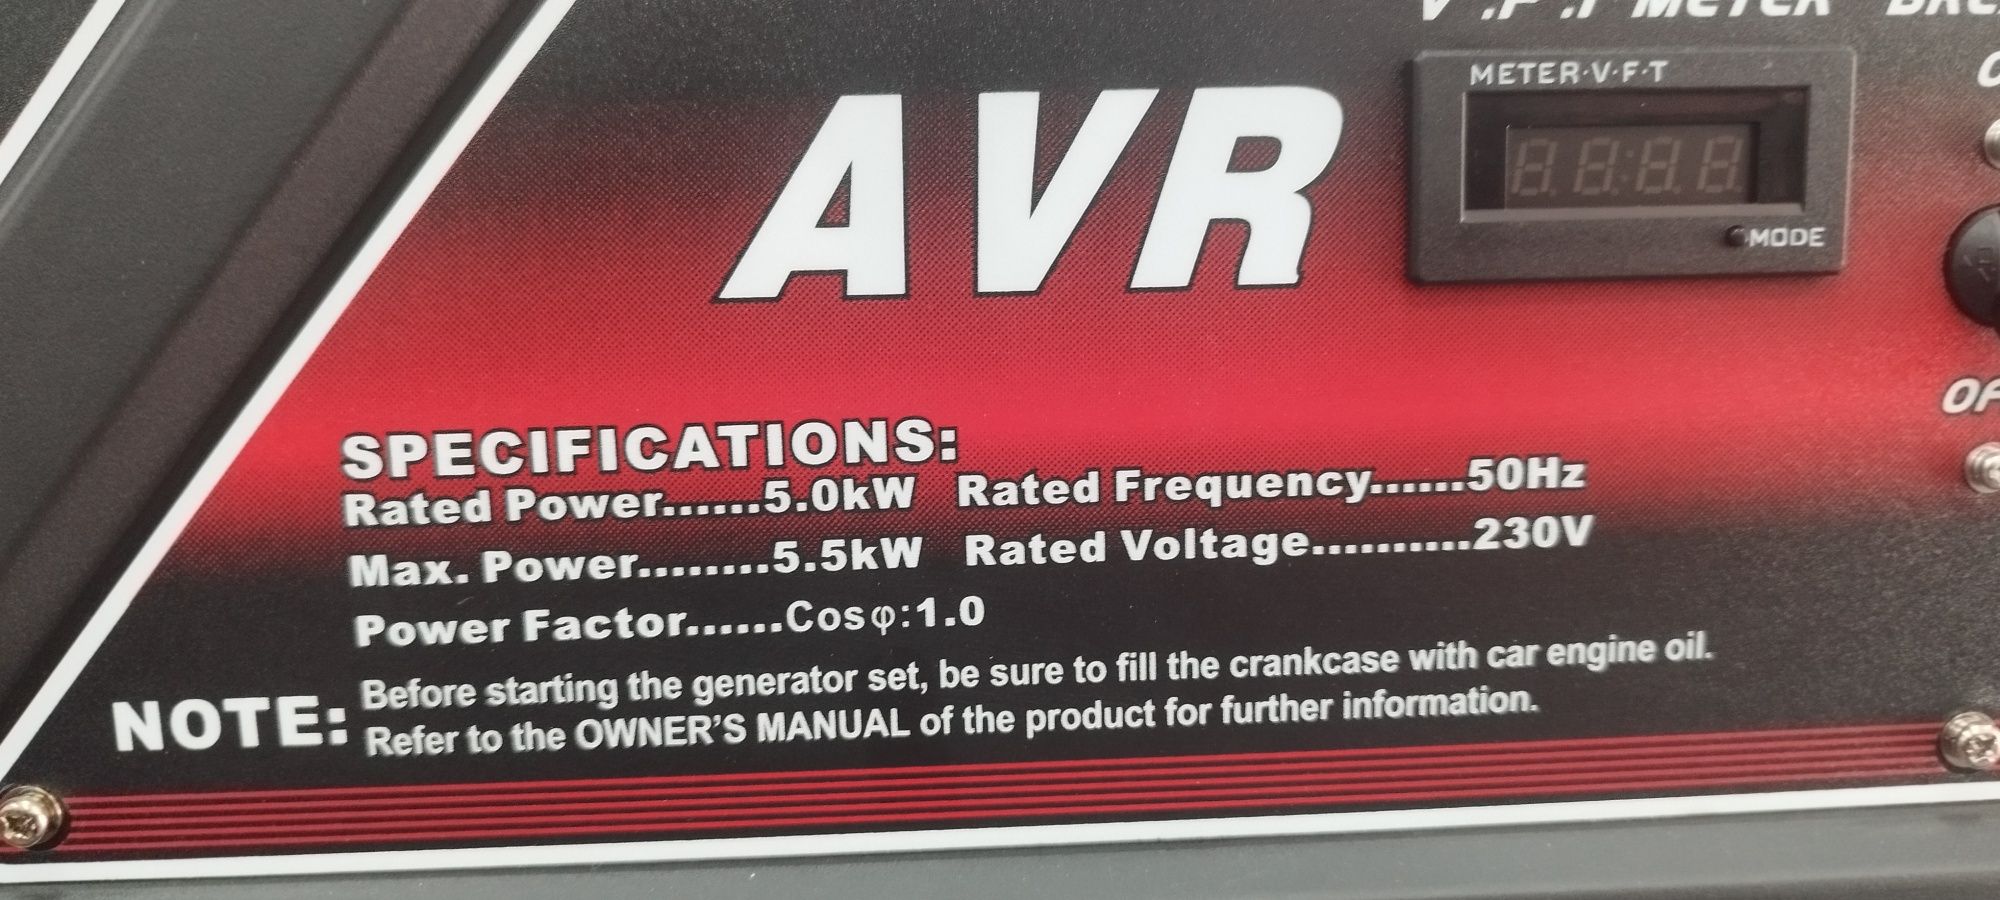 V.F.T METER
METER·V·F·T
AVR
MODE
SPECIFICATIONS:
Rated Power......5.0kW Rated Frequency......50Hz
Max. Power........5.5kW Rated Voltage..........230V
Power Factor......Cosφ:1.0
NOTE: Before starting the generator set, be sure to fill the crankcase with car engine oil.
Refer to the OWNER'S MANUAL of the product for further information.